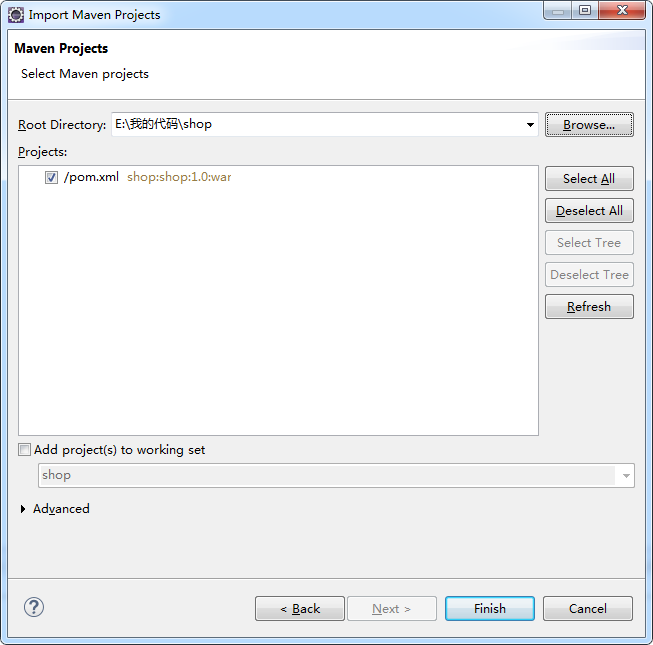 Import Maven Projects
Maven Projects
Select Maven projects
Root Directory: E:\我的代码\shop Browse...
Projects:
/pom.xml shop:shop:1.0:war
Select All
Deselect All
Select Tree
Deselect Tree
Refresh
Add project(s) to working set
shop
Advanced
? < Back Next > Finish Cancel